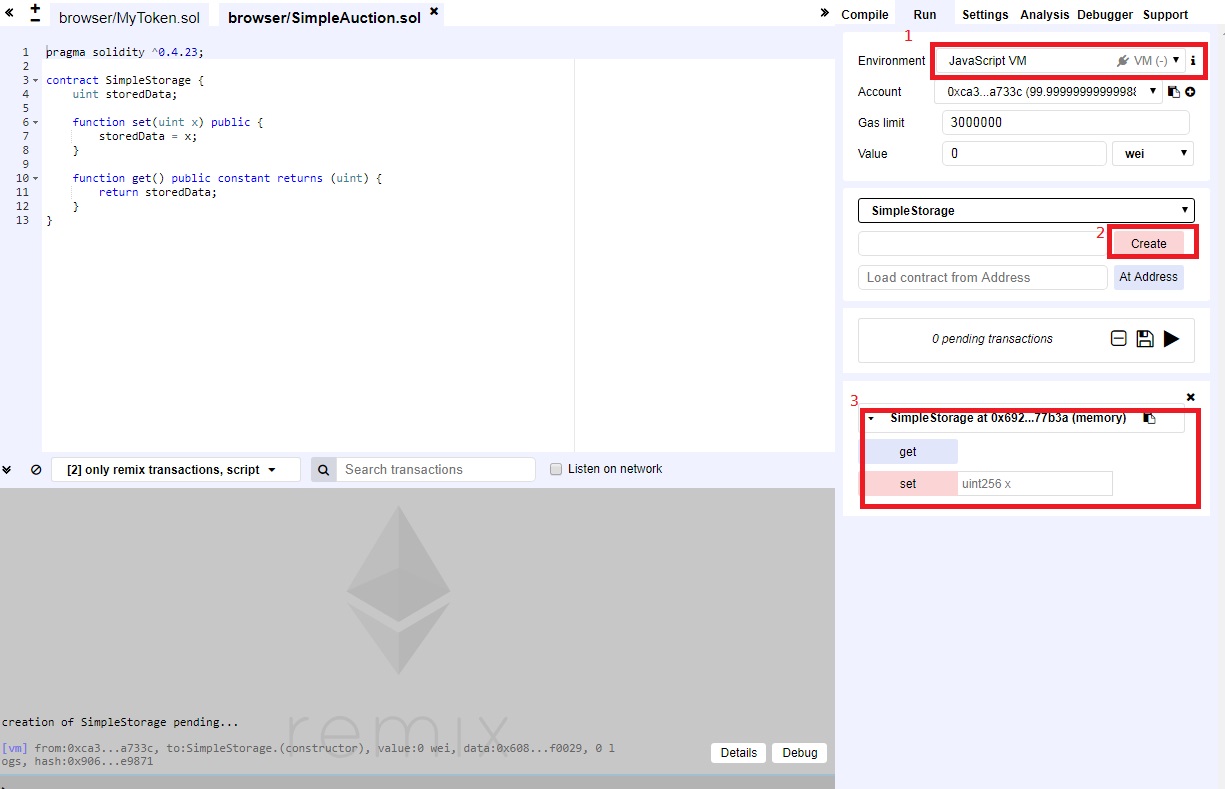 browser/MyToken.sol browser/SimpleAuction.sol
Compile Run Settings Analysis Debugger Support
1 pragma solidity ^0.4.23;
2
3 contract SimpleStorage {
4 uint storedData;
5
6 function set(uint x) public {
7 storedData = x;
8 }
9
10 function get() public constant returns (uint) {
11 return storedData;
12 }
13 }
1
Environment JavaScript VM VM (-)
Account 0xca3...a733c (99.99999999999988
Gas limit 3000000
Value 0 wei
SimpleStorage
2 Create
Load contract from Address At Address
0 pending transactions
3
SimpleStorage at 0x692...77b3a (memory)
get
set uint256 x
[2] only remix transactions, script Search transactions Listen on network
remix
creation of SimpleStorage pending...
[vm] from:0xca3...a733c, to:SimpleStorage.(constructor), value:0 wei, data:0x608...f0029, 0 l
ogs, hash:0x906...e9871
Details Debug